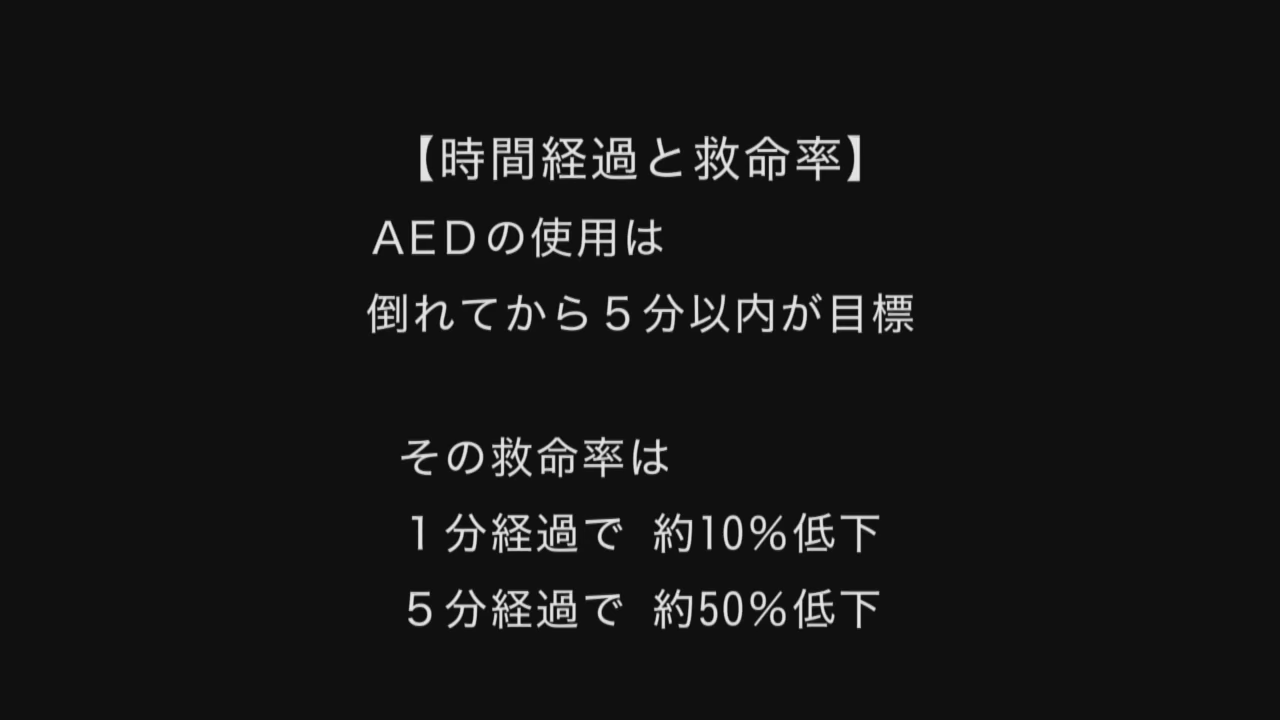 【時間経過と救命率】
ＡＥＤの使用は
倒れてから５分以内が目標
その救命率は
１分経過で 約10％低下
５分経過で 約50％低下